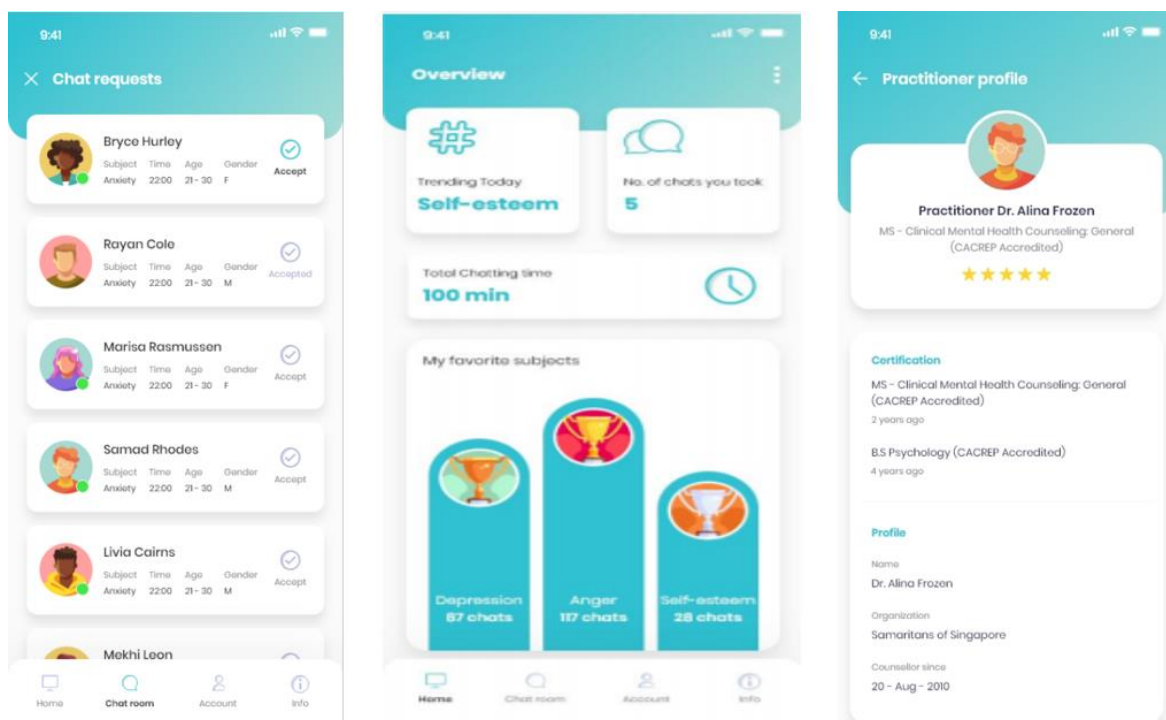 9:41
Chat requests
Bryce Hurley
Subject Time Age Gender
Anxiety 22:00 21 - 30 F
Accept
Rayan Cole
Subject Time Age Gender
Anxiety 22:00 21 - 30 M
Accepted
Marisa Rasmussen
Subject Time Age Gender
Anxiety 22:00 21 - 30 F
Accept
Samad Rhodes
Subject Time Age Gender
Anxiety 22:00 21 - 30 M
Accept
Livia Cairns
Subject Time Age Gender
Anxiety 22:00 21 - 30 M
Accept
Mekhi Leon
Home Chat room Account Info
9:41
Overview
Trending Today
Self-esteem
No. of chats you took
5
Total Chatting time
100 min
My favorite subjects
Depression
87 chats
Anger
117 chats
Self-esteem
28 chats
Home Chat room Account Info
9:41
Practitioner profile
Practitioner Dr. Alina Frozen
MS - Clinical Mental Health Counseling: General
(CACREP Accredited)
Certification
MS - Clinical Mental Health Counseling: General
(CACREP Accredited)
2 years ago
B.S Psychology (CACREP Accredited)
4 years ago
Profile
Name
Dr. Alina Frozen
Organization
Samaritans of Singapore
Counsellor since
20 - Aug - 2010